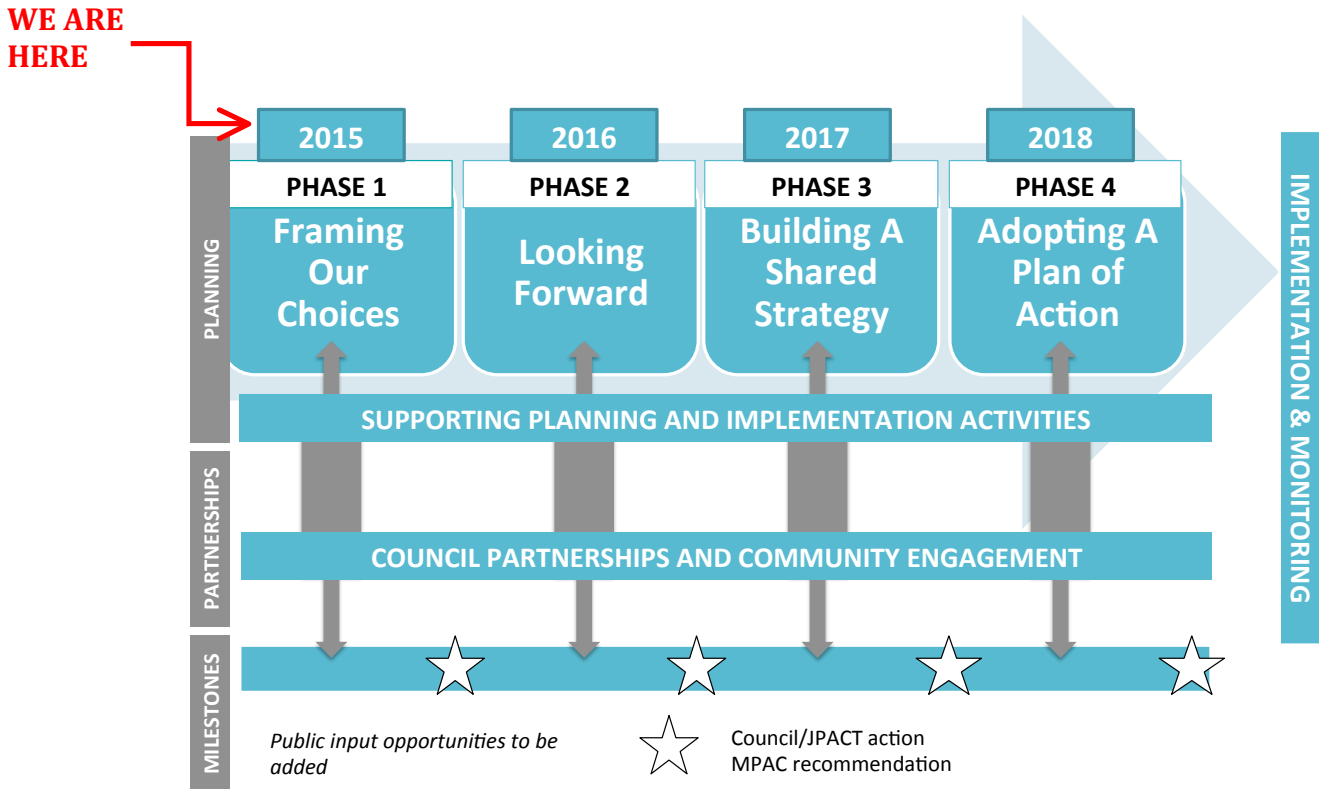 WE ARE
HERE
2015
2016
2017
2018
PHASE 1
PHASE 2
PHASE 3
PHASE 4
Framing
Our
Choices
Looking
Forward
Building A
Shared
Strategy
Adopting A
Plan of
Action
PLANNING
SUPPORTING PLANNING AND IMPLEMENTATION ACTIVITIES
PARTNERSHIPS
COUNCIL PARTNERSHIPS AND COMMUNITY ENGAGEMENT
MILESTONES
Public input opportunities to be
added
Council/JPACT action
MPAC recommendation
IMPLEMENTATION & MONITORING